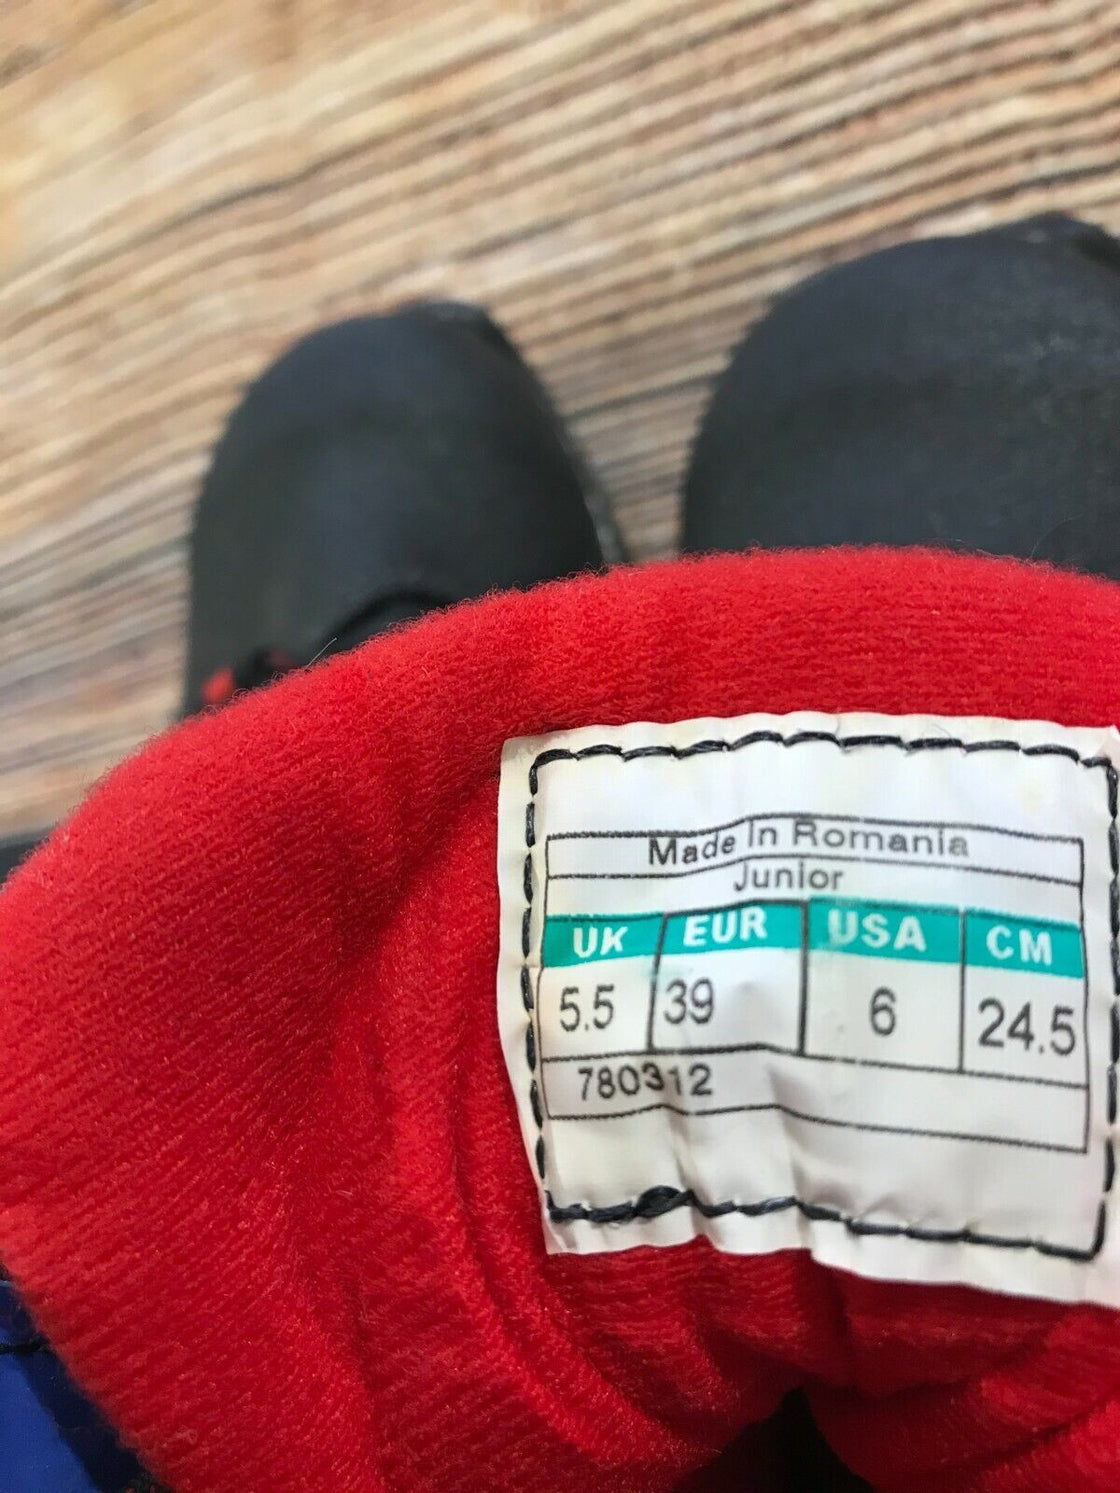 Made In Romania
Junior
UK EUR USA CM
5.5 39 6 24.5
780312